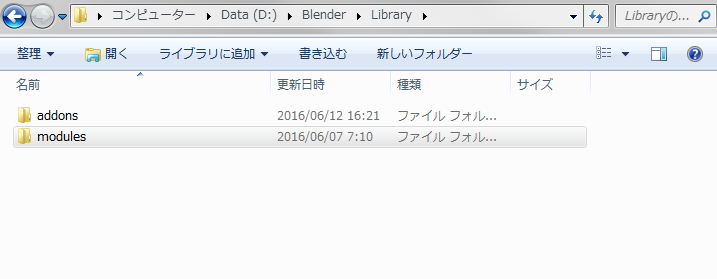 コンピューター Data (D:) Blender Library Libraryの...
整理 開く ライブラリに追加 書き込む 新しいフォルダー
名前 更新日時 種類 サイズ
addons 2016/06/12 16:21 ファイル フォル...
modules 2016/06/07 7:10 ファイル フォル...